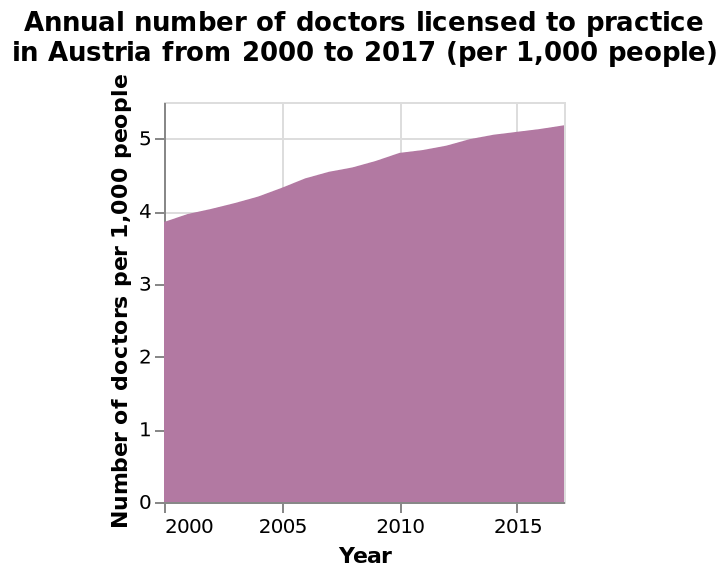 Annual number of doctors licensed to practice
in Austria from 2000 to 2017 (per 1,000 people)
Number of doctors per 1,000 people
5
4
3
2
1
0
2000 2005 2010 2015
Year